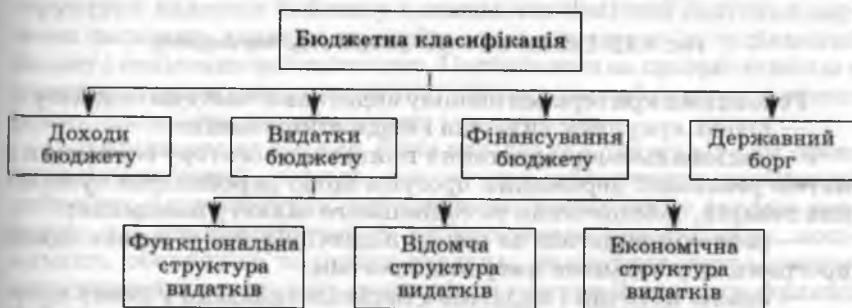 Бюджетна класифікація
Доходи
бюджету
Видатки
бюджету
Фінансування
бюджету
Державний
борг
Функціональна
структура
видатків
Відомча
структура
видатків
Економічна
структура
видатків